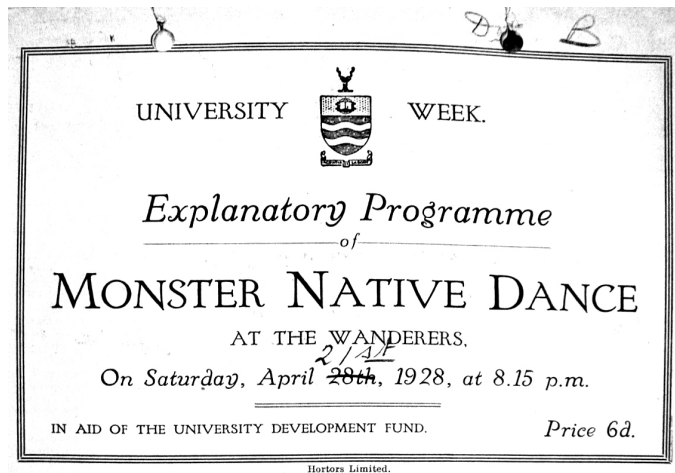 B
UNIVERSITY WEEK.
Explanatory Programme
of
MONSTER NATIVE DANCE
AT THE WANDERERS,
21st
On Saturday, April 28th, 1928, at 8.15 p.m.
IN AID OF THE UNIVERSITY DEVELOPMENT FUND. Price 6d.
Hortors Limited.